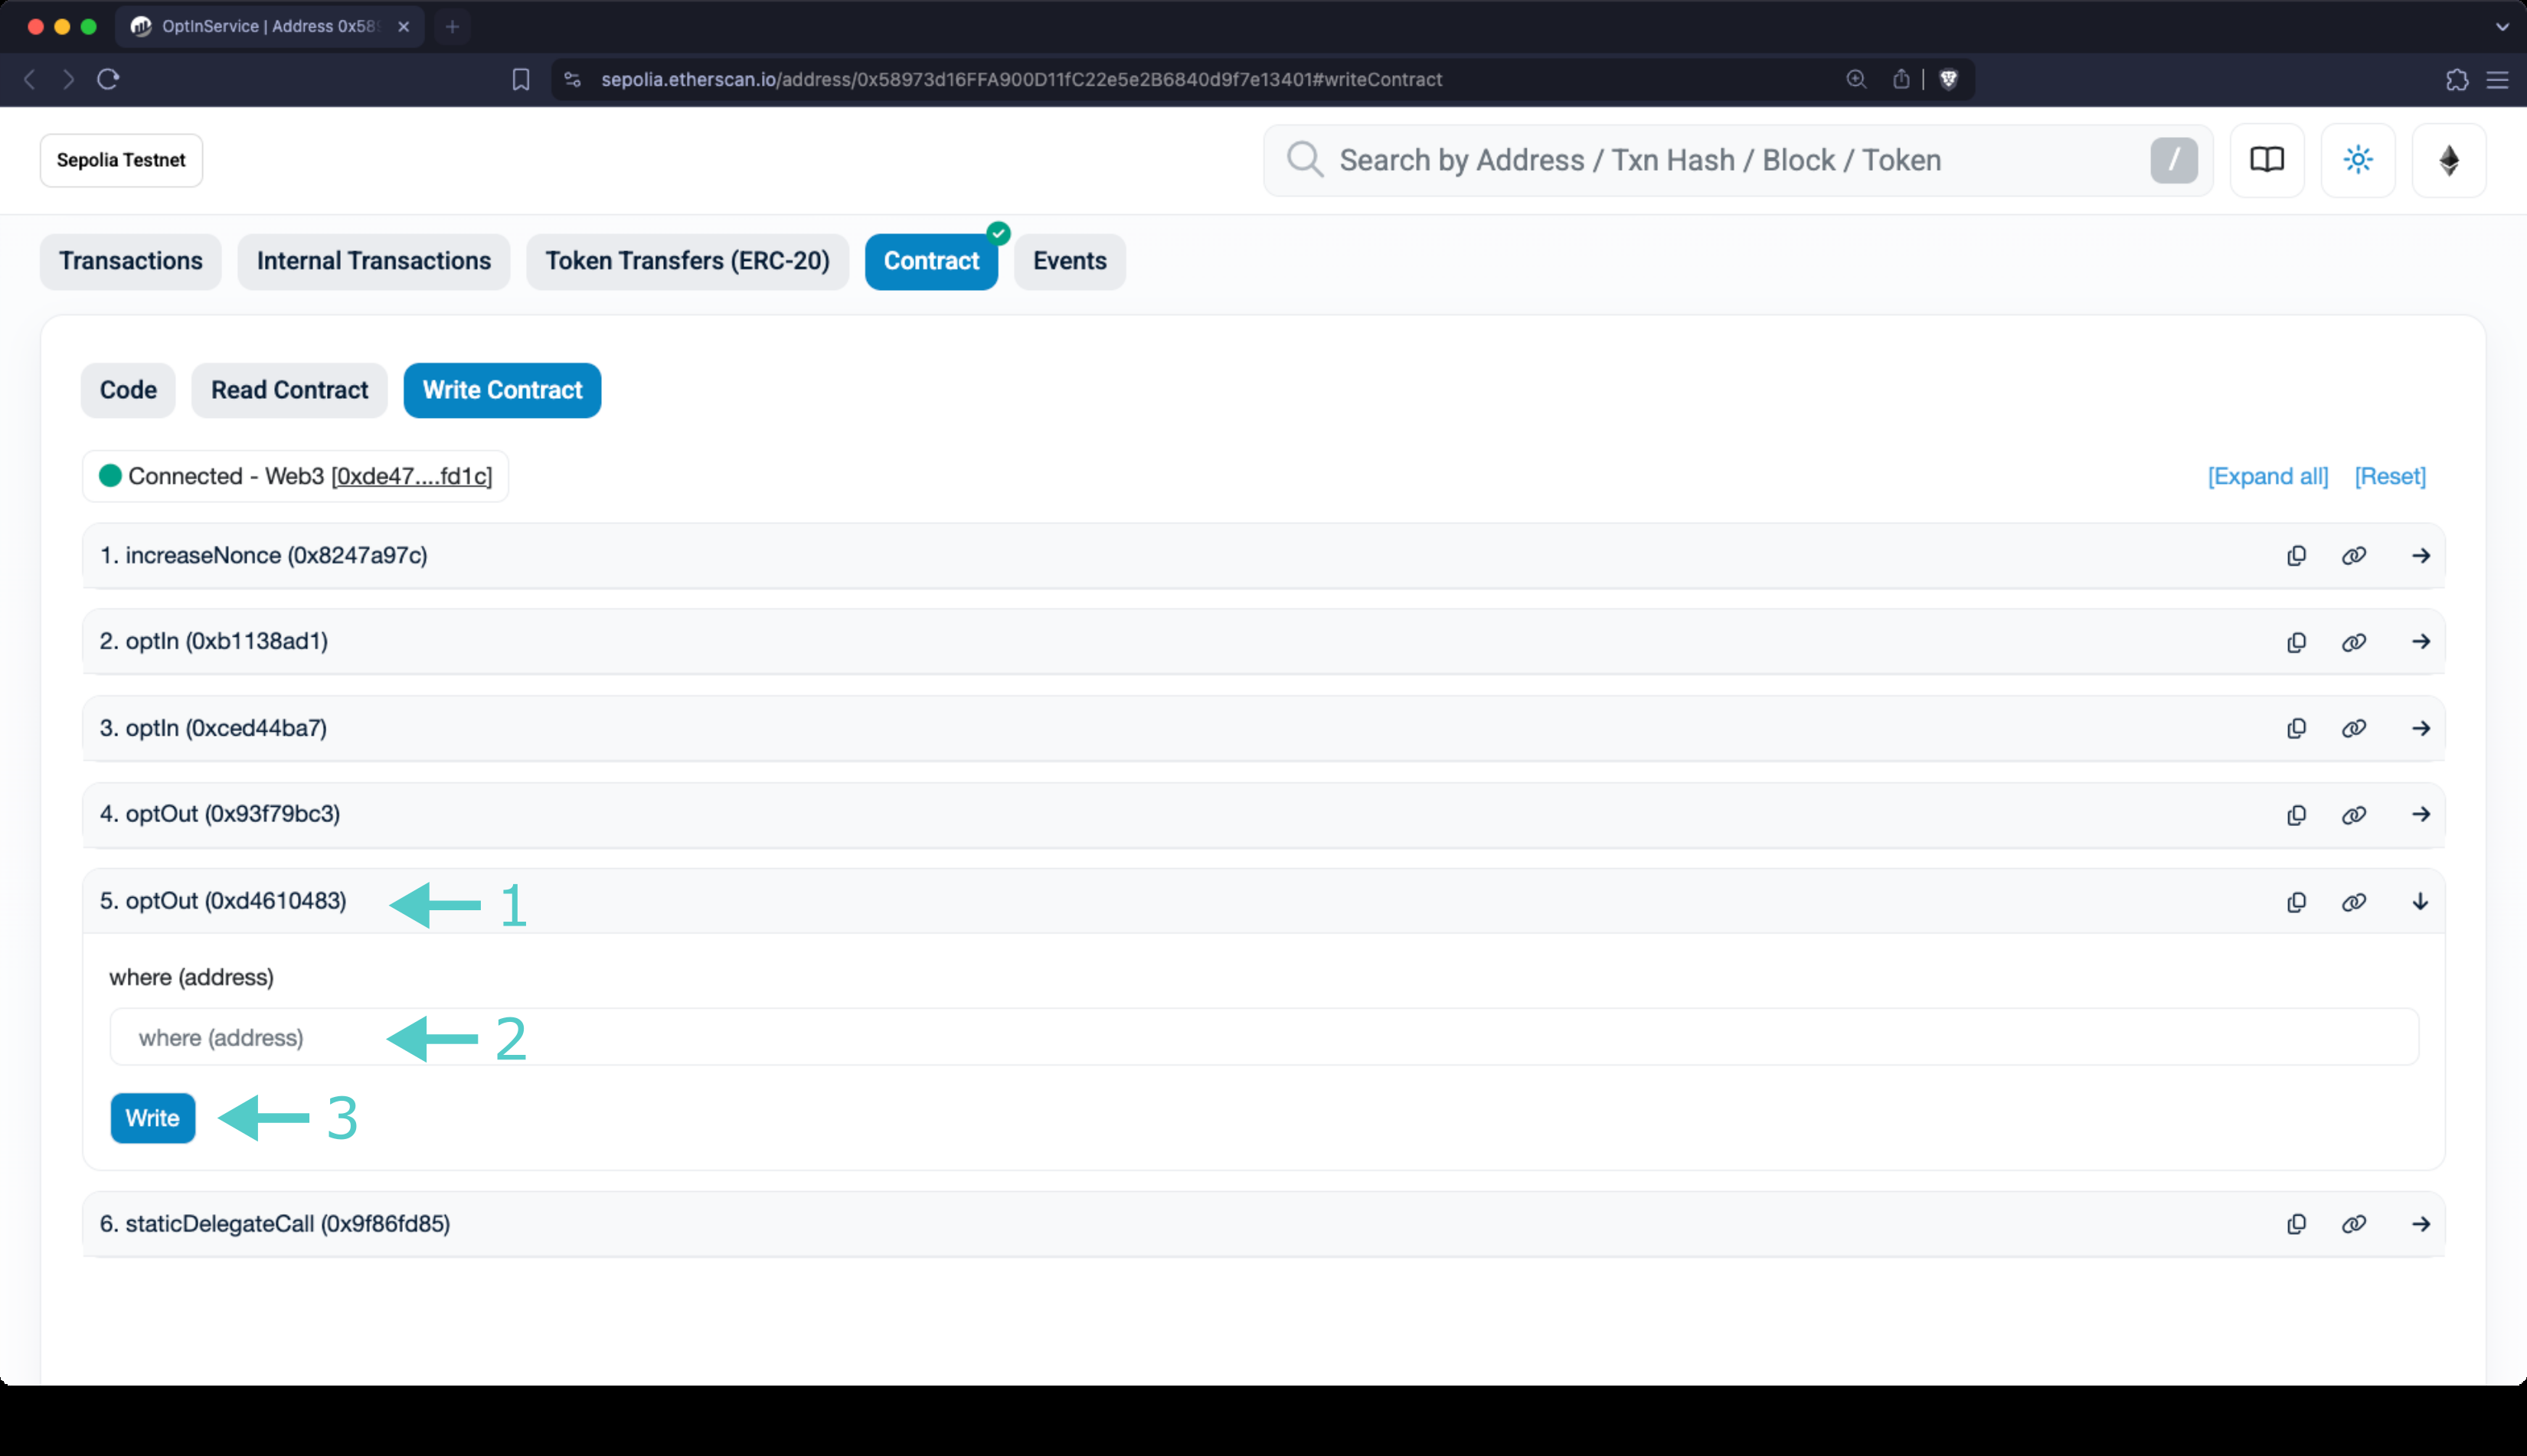 OptInService | Address 0x589
sepolia.etherscan.io/address/0x58973d16FFA900D11fC22e5e2B6840d9f7e13401#writeContract
Sepolia Testnet
Search by Address / Txn Hash / Block / Token
/
Transactions
Internal Transactions
Token Transfers (ERC-20)
Contract
Events
Code
Read Contract
Write Contract
Connected - Web3 [0xde47....fd1c]
[Expand all]
[Reset]
1. increaseNonce (0x8247a97c)
2. optIn (0xb1138ad1)
3. optIn (0xced44ba7)
4. optOut (0x93f79bc3)
5. optOut (0xd4610483)
1
where (address)
where (address)
2
Write
3
6. staticDelegateCall (0x9f86fd85)